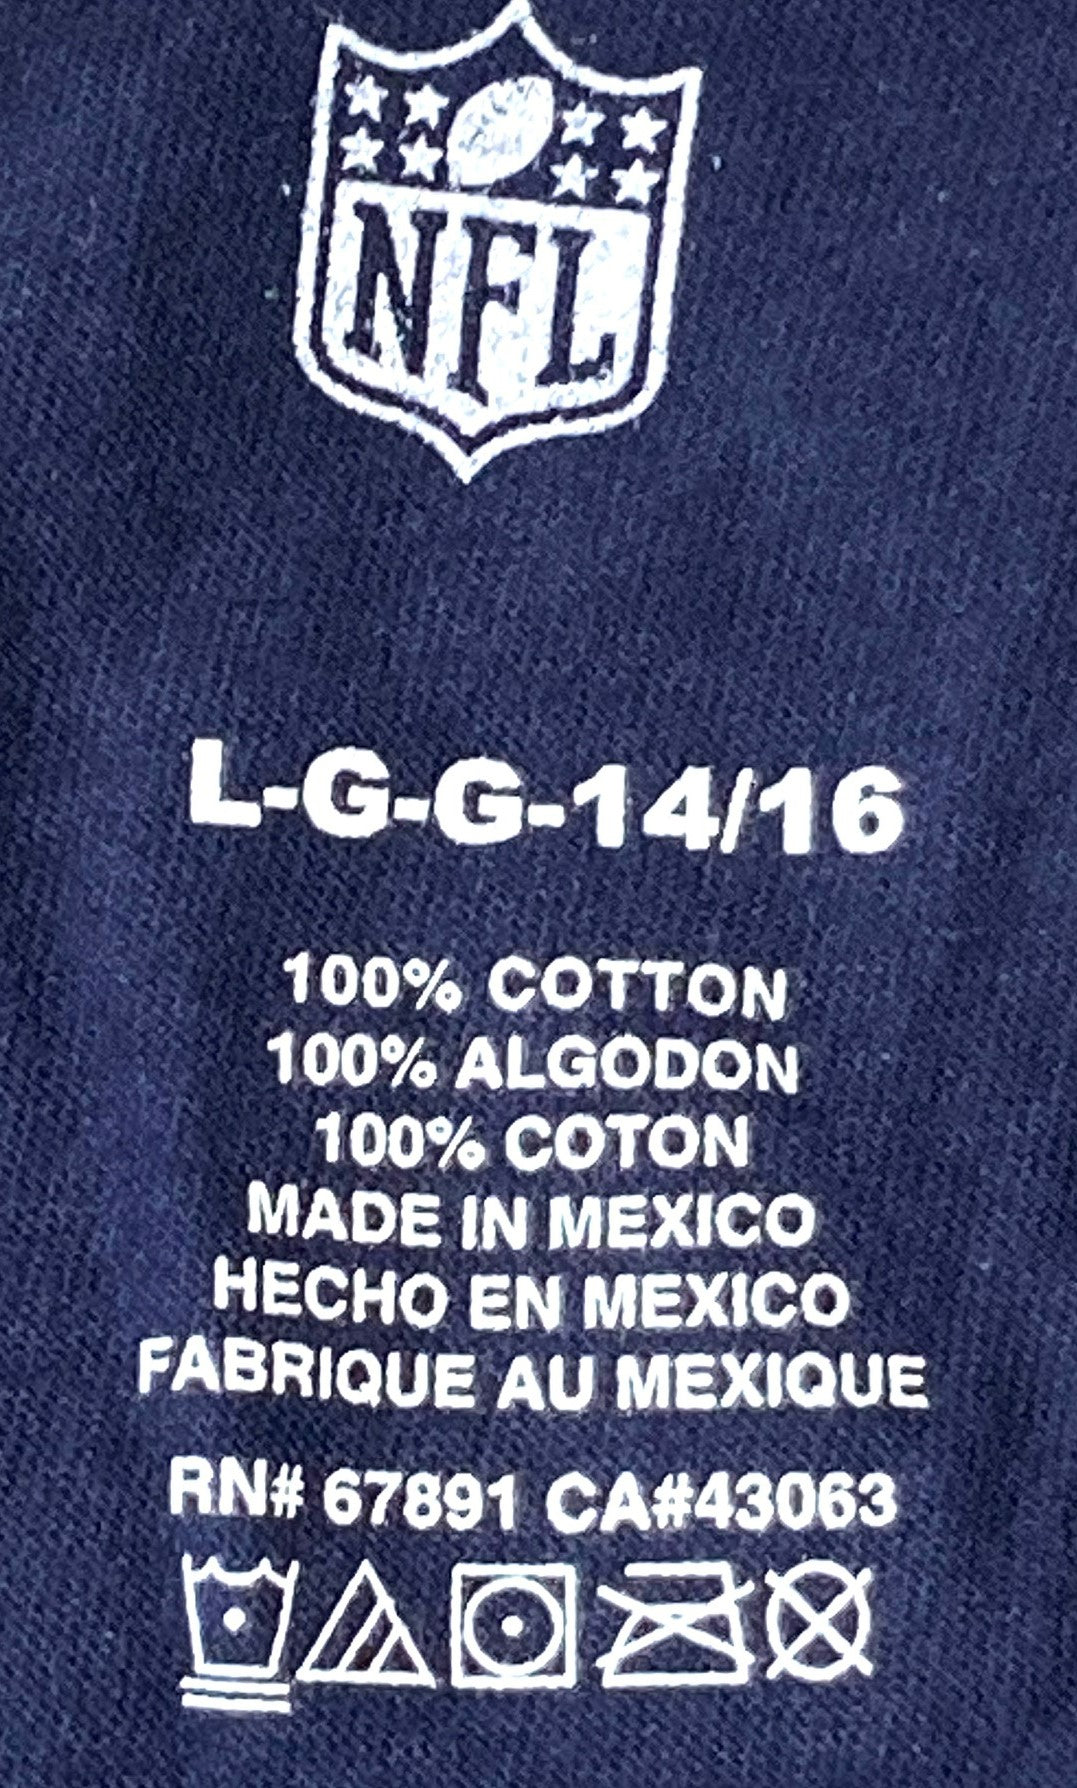 NFL
L-G-G-14/16
100% COTTON
100% ALGODON
100% COTON
MADE IN MEXICO
HECHO EN MEXICO
FABRIQUE AU MEXIQUE
RN# 67891 CA#43063